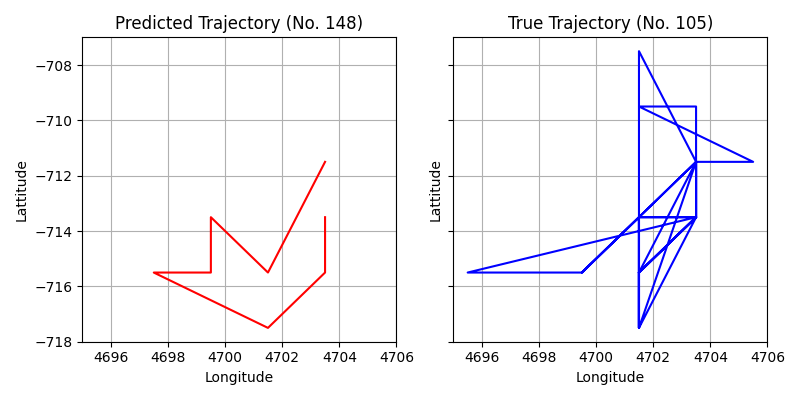 Predicted Trajectory (No. 148)
True Trajectory (No. 105)
Lattitude
−708
−710
−712
−714
−716
−718
4696 4698 4700 4702 4704 4706
Longitude
Lattitude
4696 4698 4700 4702 4704 4706
Longitude